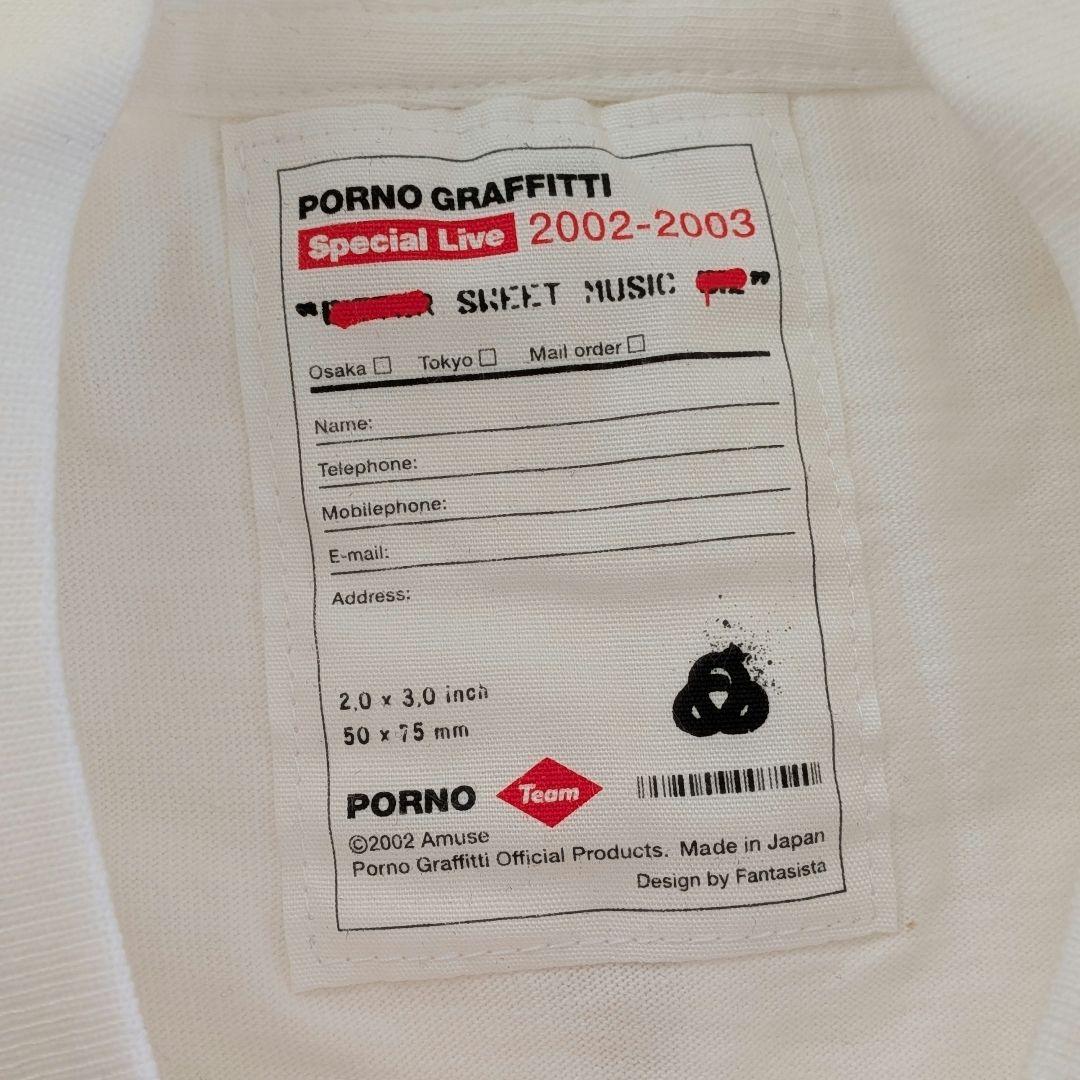 PORNO GRAFFITTI
Special Live 2002-2003
SWEET MUSIC
Osaka □ Tokyo □ Mail order □
Name:
Telephone:
Mobilephone:
E-mail:
Address:
2,0 x 3,0 inch
50 x 75 mm
PORNO Team
©2002 Amuse
Porno Graffitti Official Products. Made in Japan
Design by Fantasista